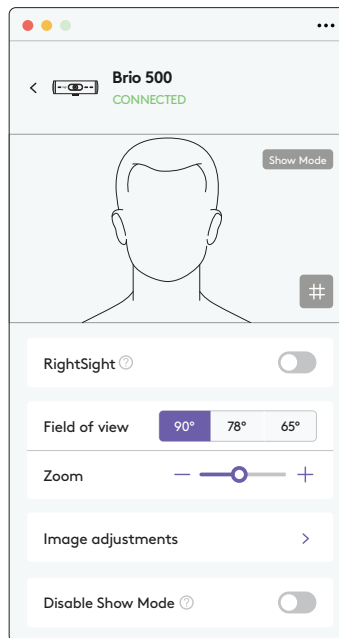 Brio 500
CONNECTED
Show Mode
RightSight
Field of view 90° 78° 65°
Zoom
Image adjustments
Disable Show Mode